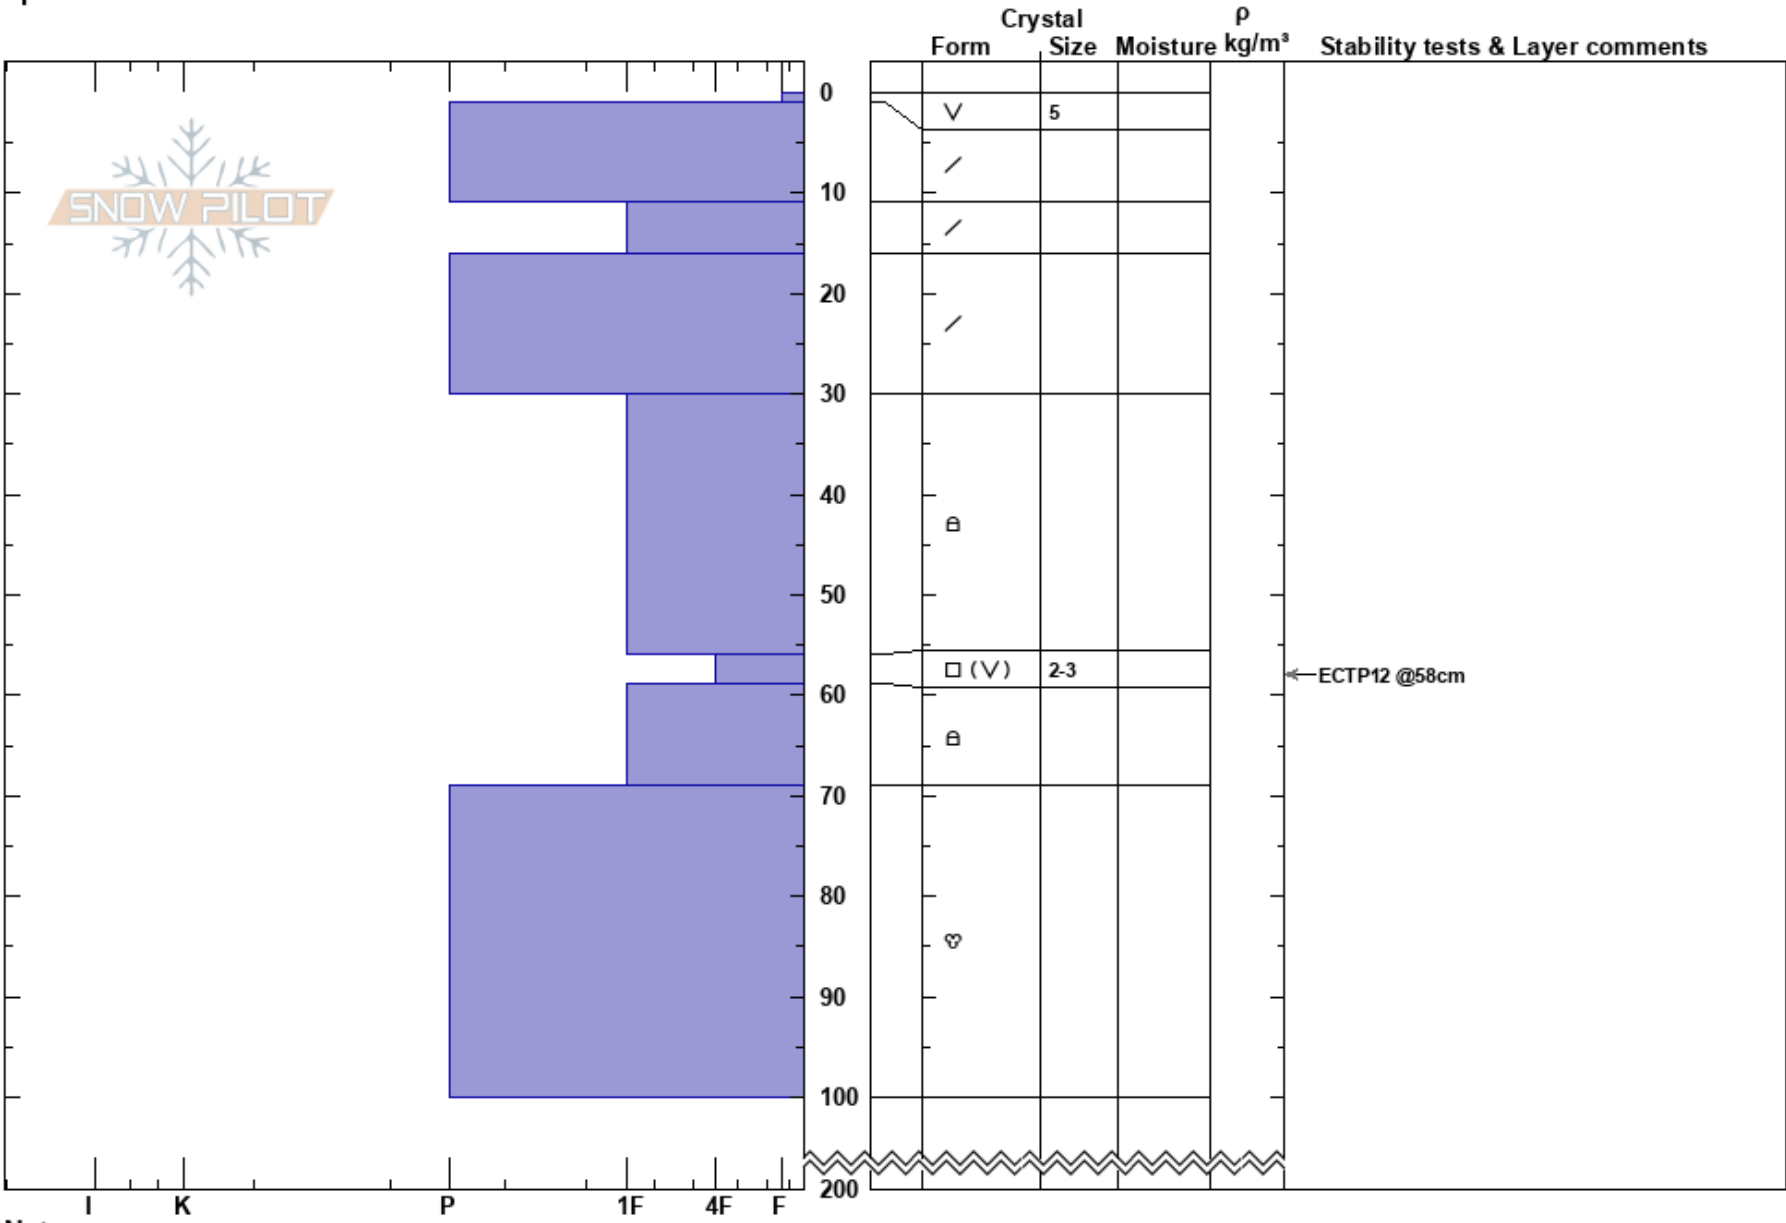 Crystal
ρ
Form Size Moisture kg/m³ Stability tests & Layer comments
0
5
SNOW PILOT
10
20
30
40
50
2-3
ECTP12 @58cm
60
70
80
90
100
200
I K P 1F 4F F